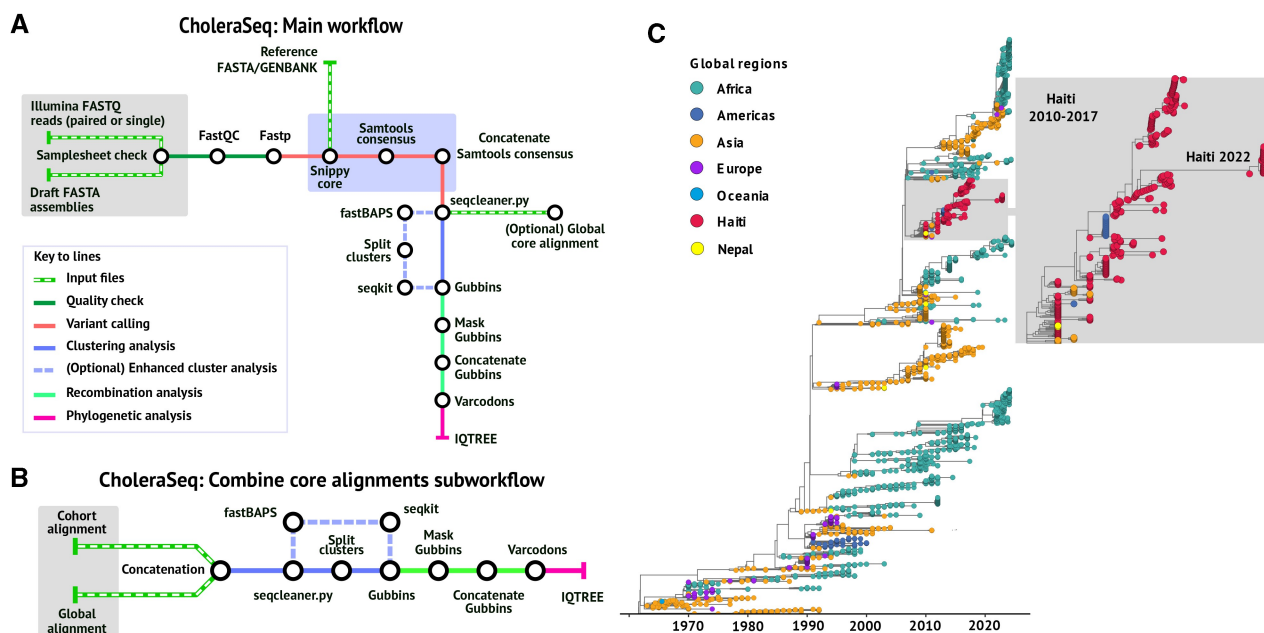 A
CholeraSeq: Main workflow
Reference
FASTA/GENBANK
Illumina FASTQ
reads (paired or single)
FastQC
Fastp
Samtools
consensus
Concatenate
Samtools consensus
Samplesheet check
Snippy
core
Draft FASTA
assemblies
fastBAPS
seqcleaner.py
(Optional) Global
core alignment
Split
clusters
seqkit
Gubbins
Mask
Gubbins
Concatenate
Gubbins
Varcodons
IQTREE
Key to lines
Input files
Quality check
Variant calling
Clustering analysis
(Optional) Enhanced cluster analysis
Recombination analysis
Phylogenetic analysis
B
CholeraSeq: Combine core alignments subworkflow
Cohort
alignment
fastBAPS
seqkit
Split
clusters
Mask
Gubbins
Varcodons
Concatenation
seqcleaner.py
Gubbins
Concatenate
Gubbins
IQTREE
Global
alignment
C
Global regions
Africa
Americas
Asia
Europe
Oceania
Haiti
Nepal
Haiti
2010-2017
Haiti 2022
1970
1980
1990
2000
2010
2020